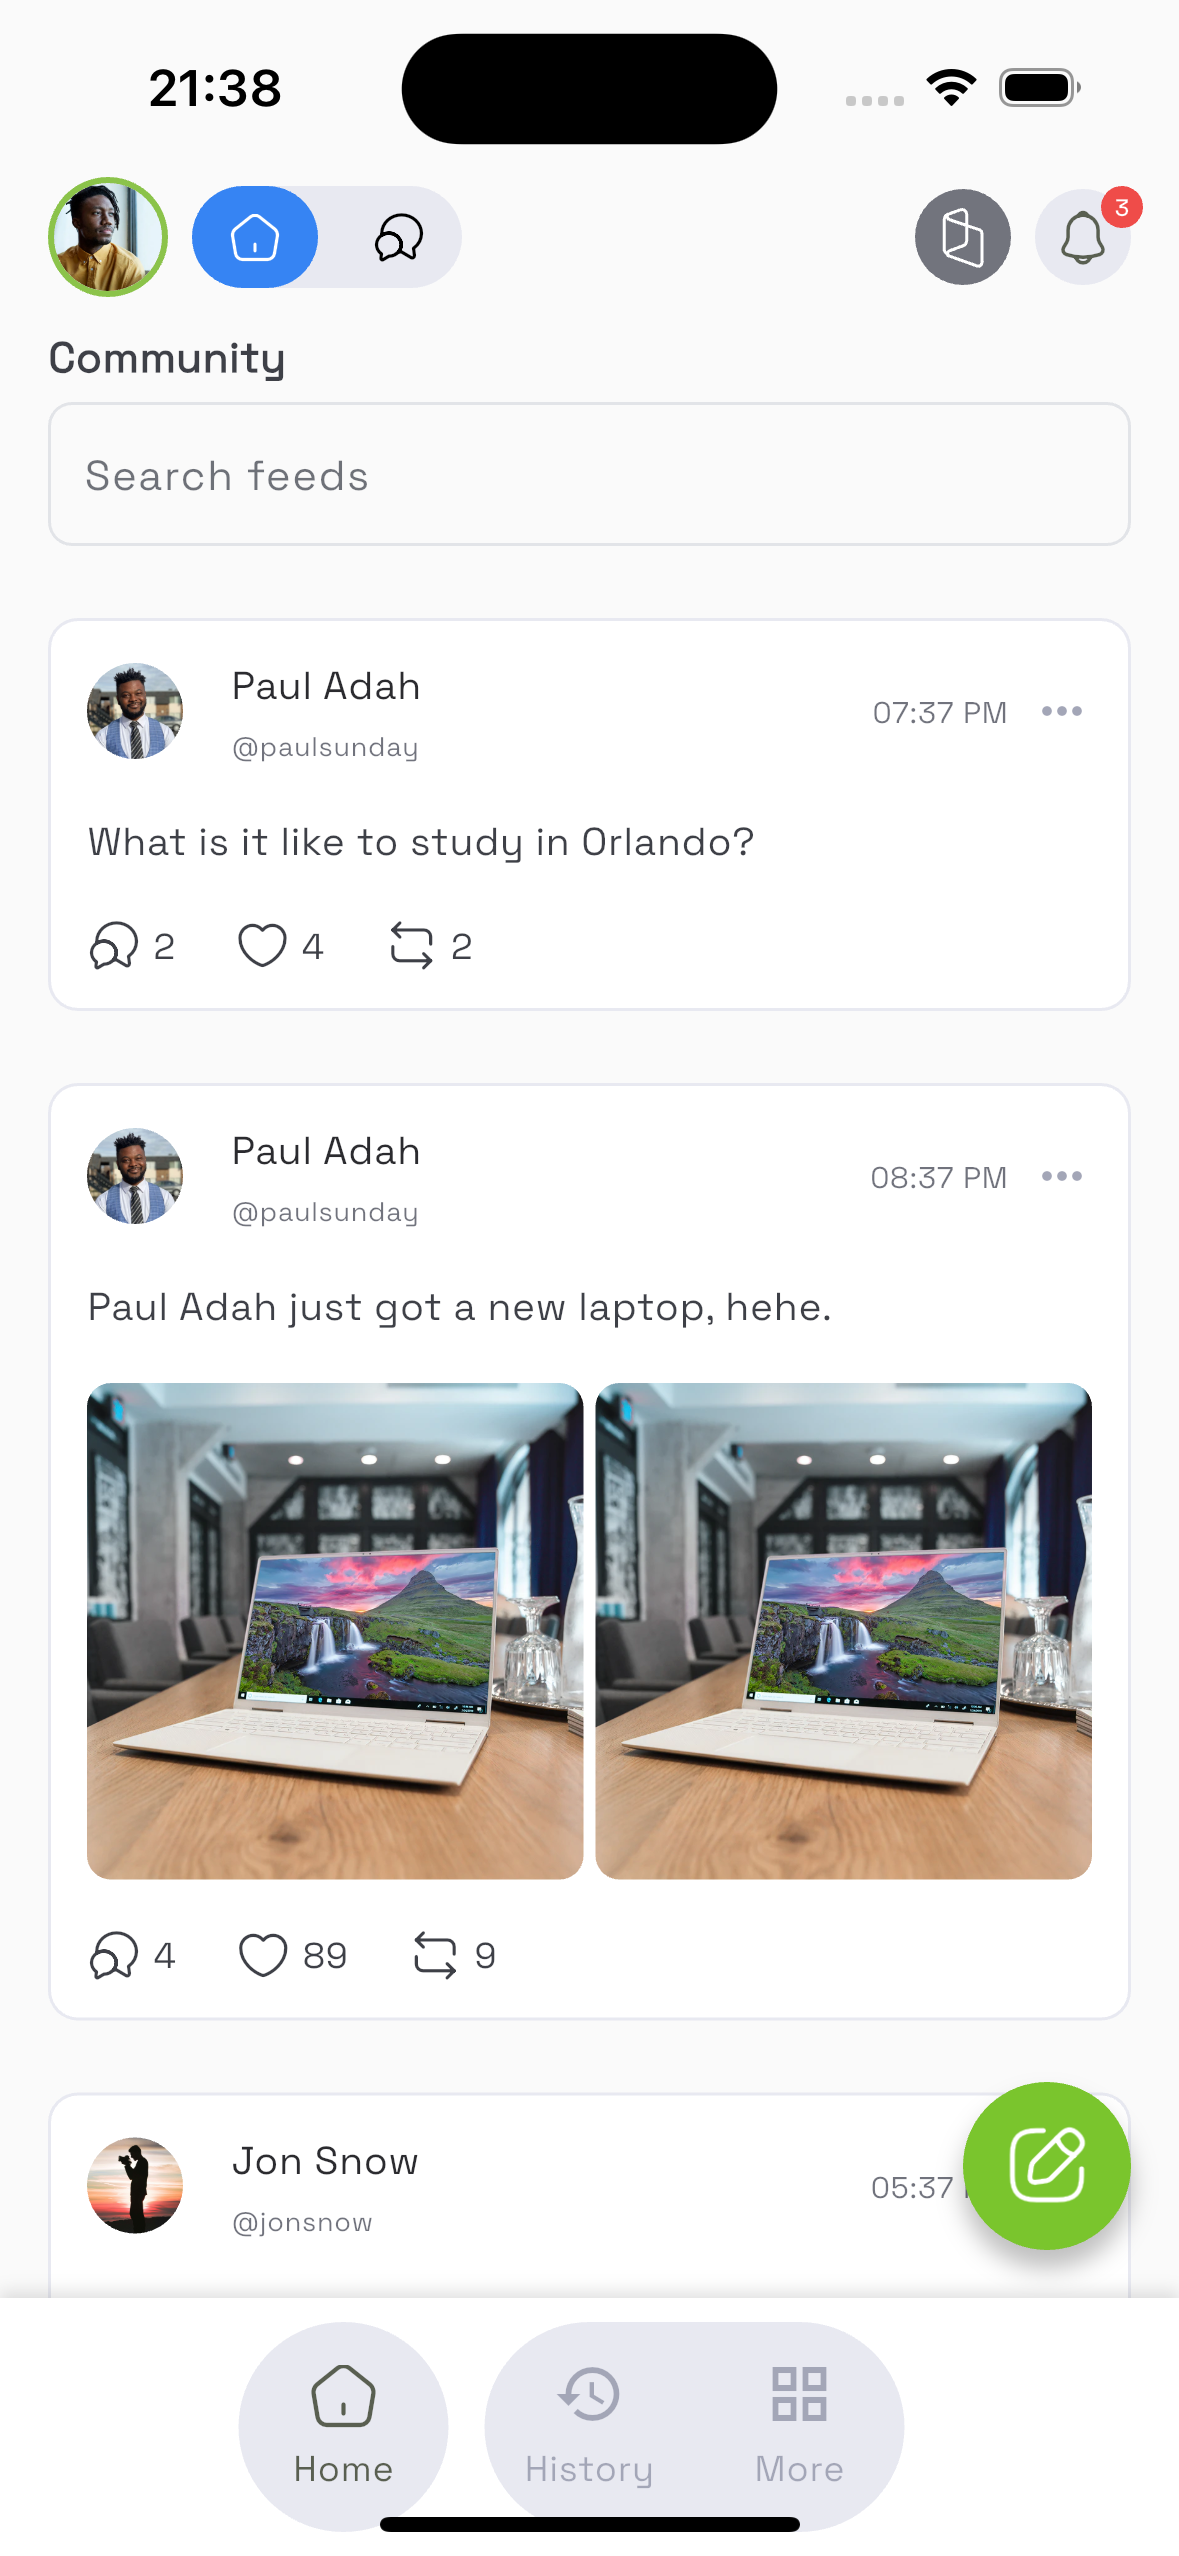 21:38
3
Community
Search feeds
Paul Adah
@paulsunday
07:37 PM
What is it like to study in Orlando?
2 4 2
Paul Adah
@paulsunday
08:37 PM
Paul Adah just got a new laptop, hehe.
4 89 9
Jon Snow
@jonsnow
05:37
Home History More